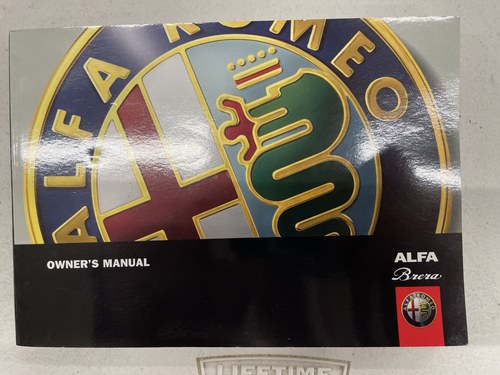 ALFA ROMEO
OWNER'S MANUAL
ALFA
Brera
LIFETIME